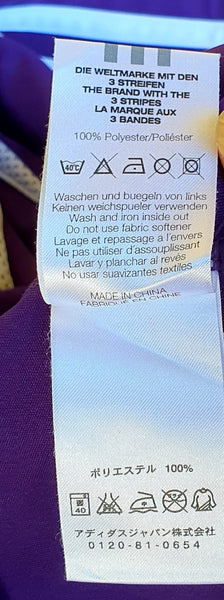 DIE WELTMARKE MIT DEN
3 STREIFEN
THE BRAND WITH THE
3 STRIPES
LA MARQUE AUX
3 BANDES
100% Polyester/Poliéster
40°C
Waschen und buegeln von links
Keinen weichspueler verwenden
Wash and iron inside out
Do not use fabric softener
Lavage et repassage a l'envers
Ne pas utiliser d'assouplissant
Lavar y planchar al revés
No usar suavizantes textiles
MADE IN CHINA
FABRIQUÉ EN CHINE
ポリエステル 100%
40
アディダスジャパン株式会社
0120-81-0654